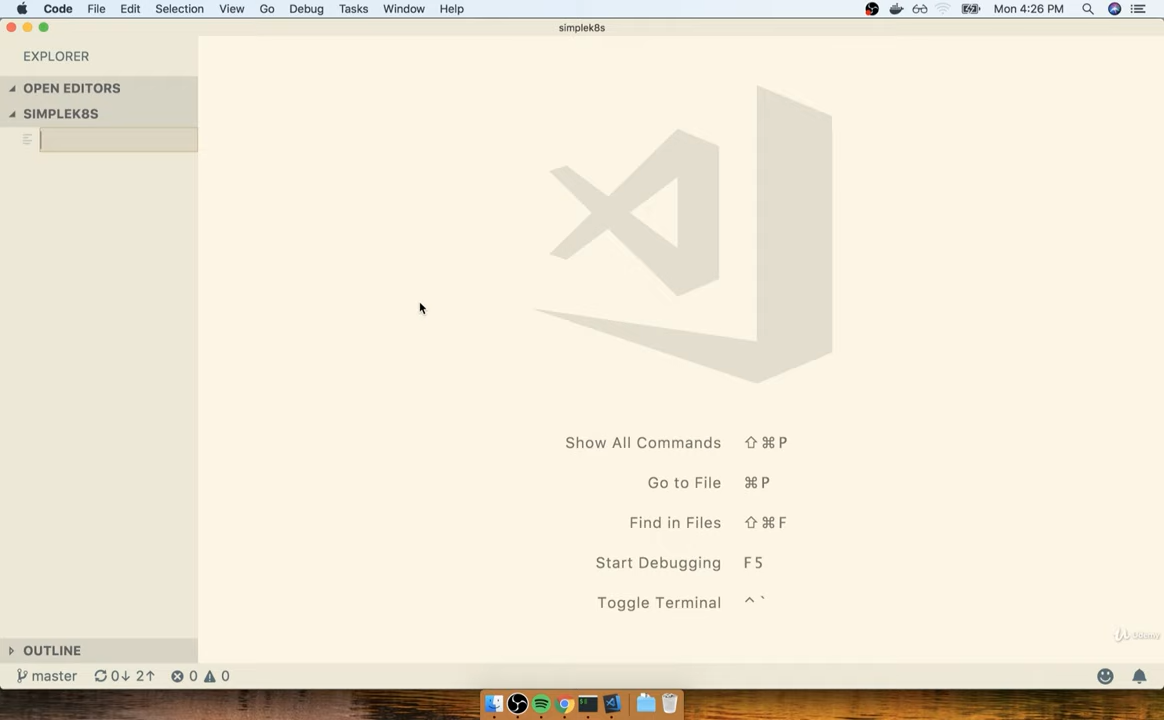 Code File Edit Selection View Go Debug Tasks Window Help Mon 4:26 PM
simplek8s
EXPLORER
OPEN EDITORS
SIMPLEK8S
Show All Commands ⇧⌘P
Go to File ⌘P
Find in Files ⇧⌘F
Start Debugging F5
Toggle Terminal ^`
Udemy
OUTLINE
master 0↓ 2↑ 0 0